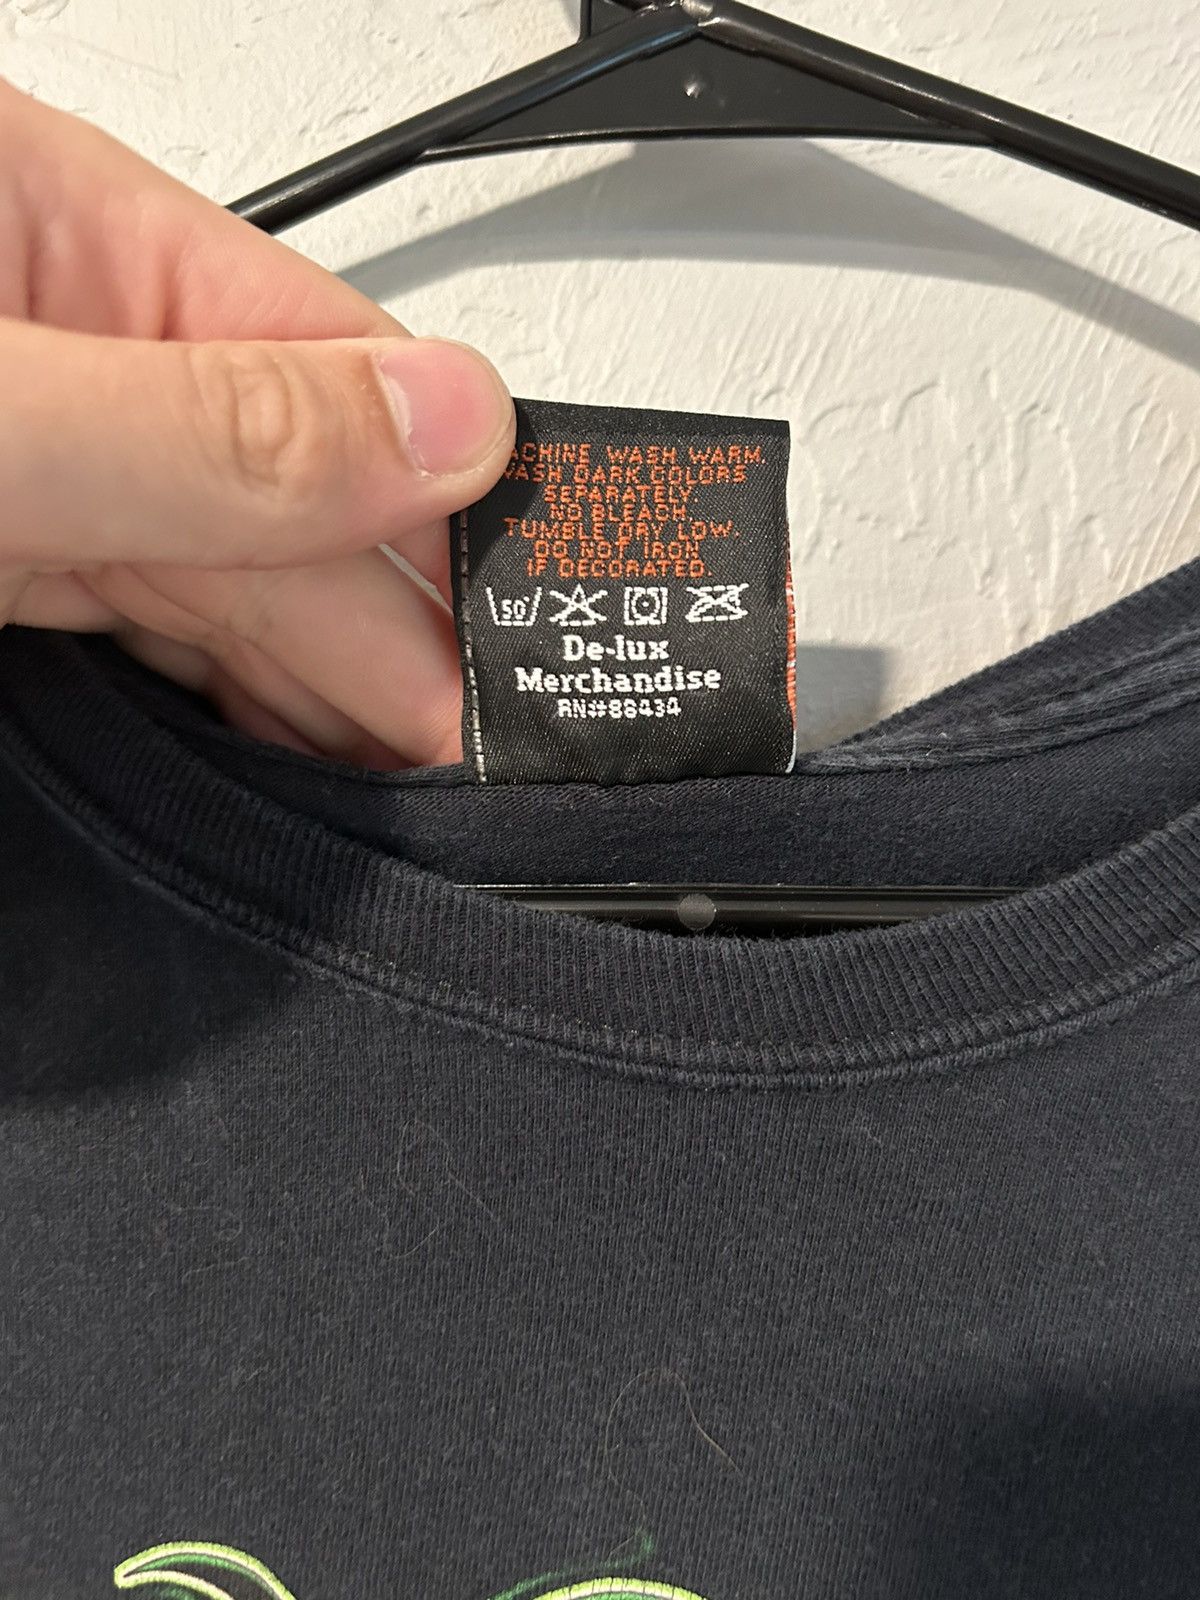 ACHINE WASH WARM.
WASH DARK COLORS
SEPARATELY.
NO BLEACH.
TUMBLE DRY LOW.
DO NOT IRON
IF DECORATED.
50°
De-lux
Merchandise
RN#88434